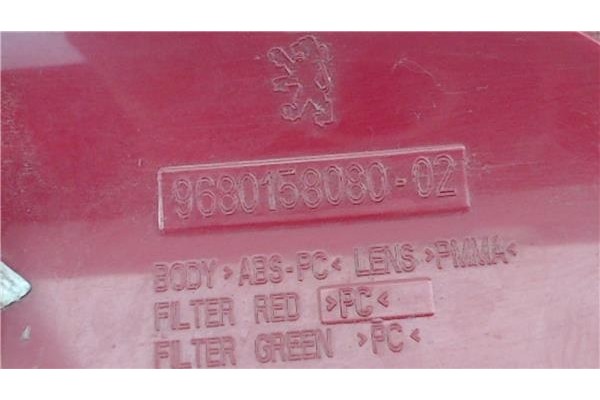 9680158080-02
BODY >ABS-PC< LENS >PMMA<
FILTER RED >PC<
FILTER GREEN >PC<